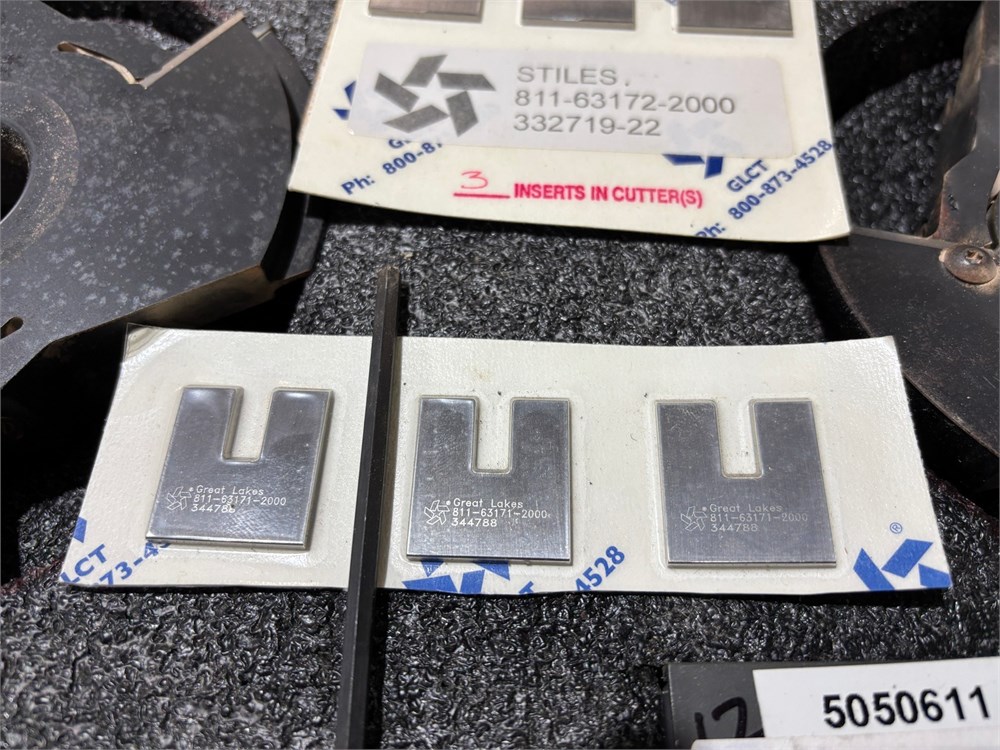 STILES.
811-63172-2000
332719-22
Ph: 800-8
3 INSERTS IN CUTTER(S)
GLCT
Ph: 800-873-4528
Great Lakes
811-63171-2000
34478
Great Lakes
811-63171-2000
344788
Great Lakes
811-63171-2000
344788
GLCT
73-4
4528
®
12
5050611